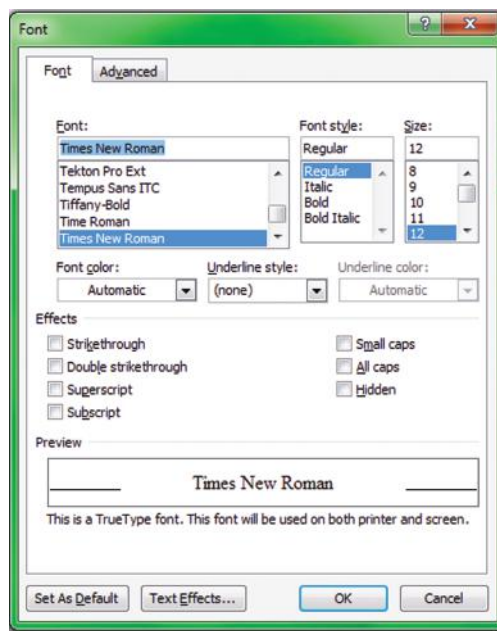 Font
? X
Font Advanced
Font: Font style: Size:
Times New Roman Regular 12
Tekton Pro Ext Regular 8
Tempus Sans ITC Italic 9
Tiffany-Bold Bold 10
Time Roman Bold Italic 11
Times New Roman 12
Font color: Underline style: Underline color:
Automatic (none) Automatic
Effects
Strikethrough Small caps
Double strikethrough All caps
Superscript Hidden
Subscript
Preview
Times New Roman
This is a TrueType font. This font will be used on both printer and screen.
Set As Default Text Effects... OK Cancel